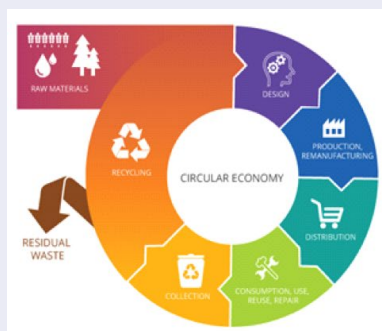 RAW MATERIALS
DESIGN
PRODUCTION,
REMANUFACTURING
RECYCLING
CIRCULAR ECONOMY
DISTRIBUTION
RESIDUAL
WASTE
CONSUMPTION, USE,
REUSE, REPAIR
COLLECTION